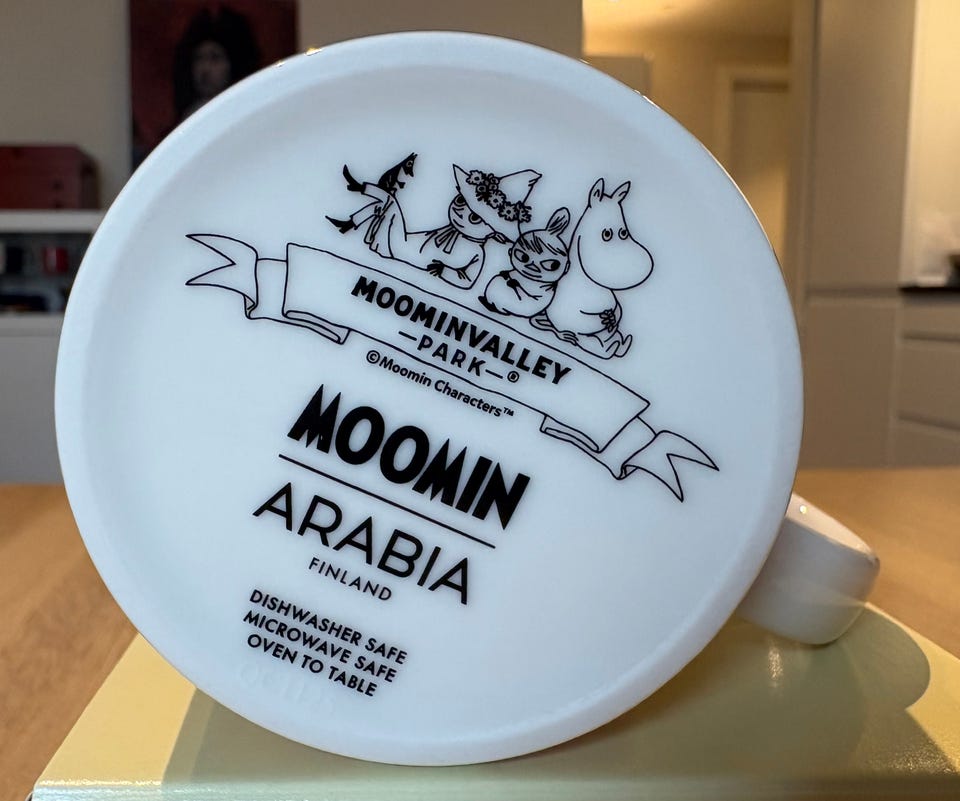 MOOMINVALLEY
—PARK—®
©Moomin Characters™
MOOMIN
ARABIA
FINLAND
DISHWASHER SAFE
MICROWAVE SAFE
OVEN TO TABLE